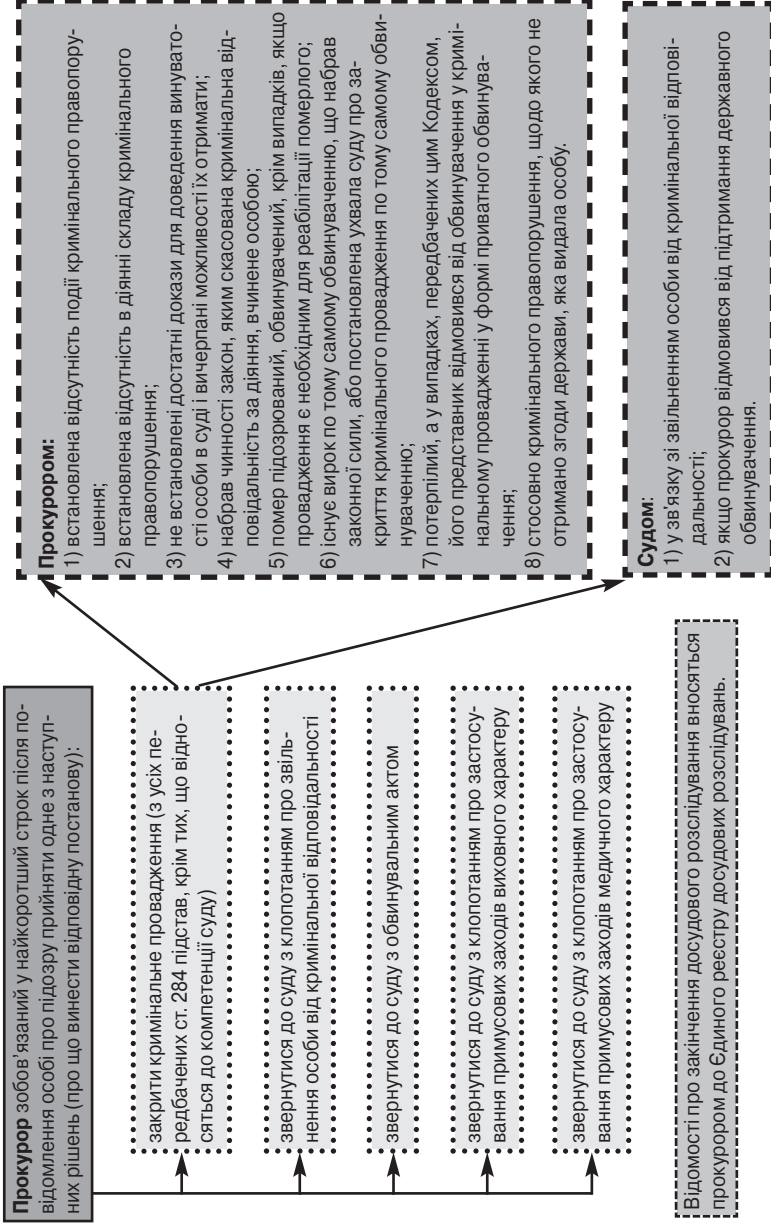 Прокурор зобов’язаний у найкоротший строк після по-
відомлення особі про підозру прийняти одне з наступ-
них рішень (про що винести відповідну постанову):
закрити кримінальне провадження (з усіх пе-
редбачених ст. 284 підстав, крім тих, що відно-
сяться до компетенції суду)
звернутися до суду з клопотанням про звіль-
нення особи від кримінальної відповідальності
звернутися до суду з обвинувальним актом
звернутися до суду з клопотанням про застосу-
вання примусових заходів виховного характеру
звернутися до суду з клопотанням про застосу-
вання примусових заходів медичного характеру
Відомості про закінчення досудового розслідування вносяться
прокурором до Єдиного реєстру досудових розслідувань.
Прокурором:
1) встановлена відсутність події кримінального правопору-
шення;
2) встановлена відсутність в діянні складу кримінального
правопорушення;
3) не встановлені достатні докази для доведення винувато-
сті особи в суді і вичерпані можливості їх отримати;
4) набрав чинності закон, яким скасована кримінальна від-
повідальність за діяння, вчинене особою;
5) помер підозрюваний, обвинувачений, крім випадків, якщо
провадження є необхідним для реабілітації померлого;
6) існує вирок по тому самому обвинуваченню, що набрав
законної сили, або постановлена ухвала суду про за-
криття кримінального провадження по тому самому обви-
нуваченню;
7) потерпілий, а у випадках, передбачених цим Кодексом,
його представник відмовився від обвинувачення у кримі-
нальному провадженні у формі приватного обвинува-
чення;
8) стосовно кримінального правопорушення, щодо якого не
отримано згоди держави, яка видала особу.
Судом:
1) у зв’язку зі звільненням особи від кримінальної відпові-
дальності;
2) якщо прокурор відмовився від підтримання державного
обвинувачення.